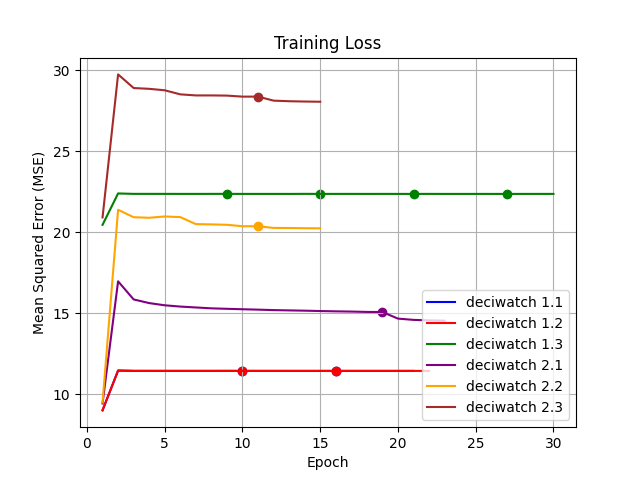 Training Loss
Mean Squared Error (MSE)
30
25
20
15
10
0
5
10
15
20
25
30
Epoch
deciwatch 1.1
deciwatch 1.2
deciwatch 1.3
deciwatch 2.1
deciwatch 2.2
deciwatch 2.3